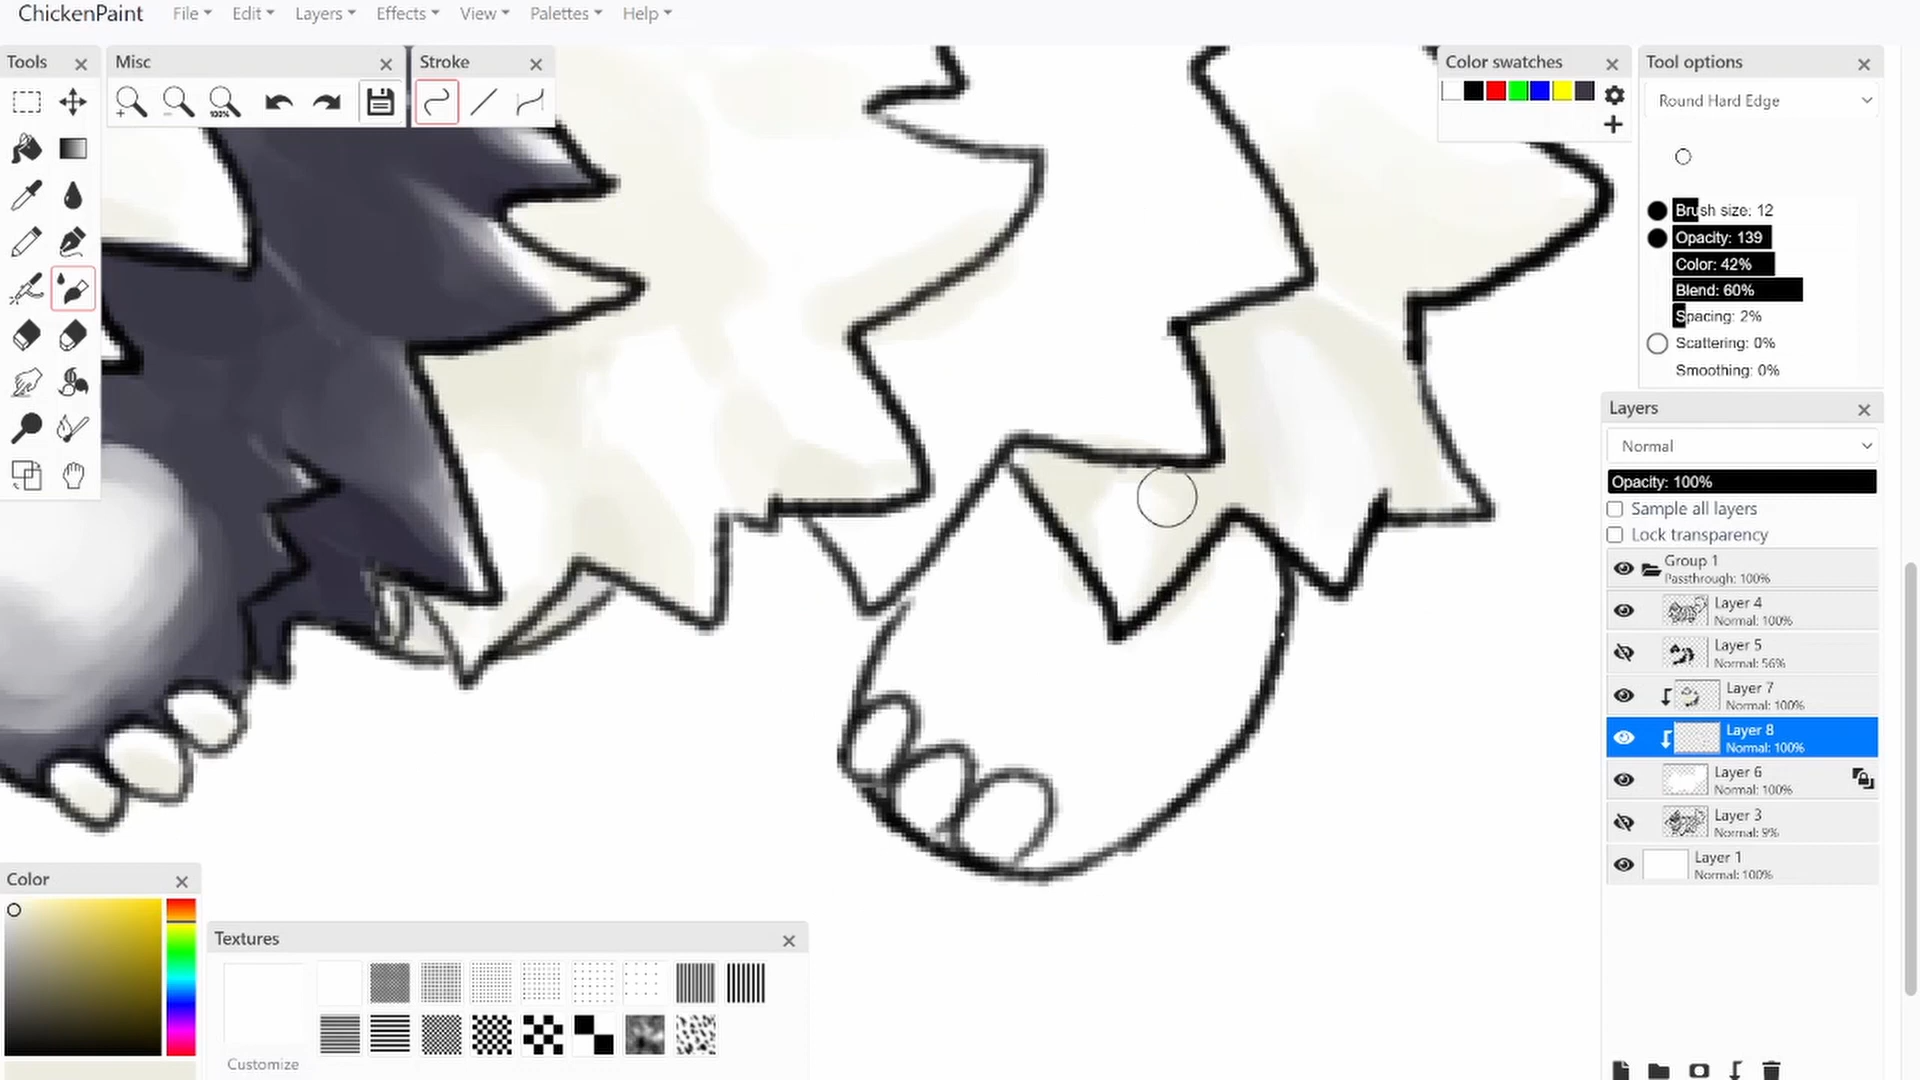 ChickenPaint File Edit Layers Effects View Palettes Help
Tools
Misc
100%
Stroke
Color swatches
Tool options
Round Hard Edge
Brush size: 12
Opacity: 139
Color: 42%
Blend: 60%
Spacing: 2%
Scattering: 0%
Smoothing: 0%
Layers
Normal
Opacity: 100%
Sample all layers
Lock transparency
Group 1
Passthrough: 100%
Layer 4
Normal: 100%
Layer 5
Normal: 56%
Layer 7
Normal: 100%
Layer 8
Normal: 100%
Layer 6
Normal: 100%
Layer 3
Normal: 9%
Layer 1
Normal: 100%
Color
Textures
Customize